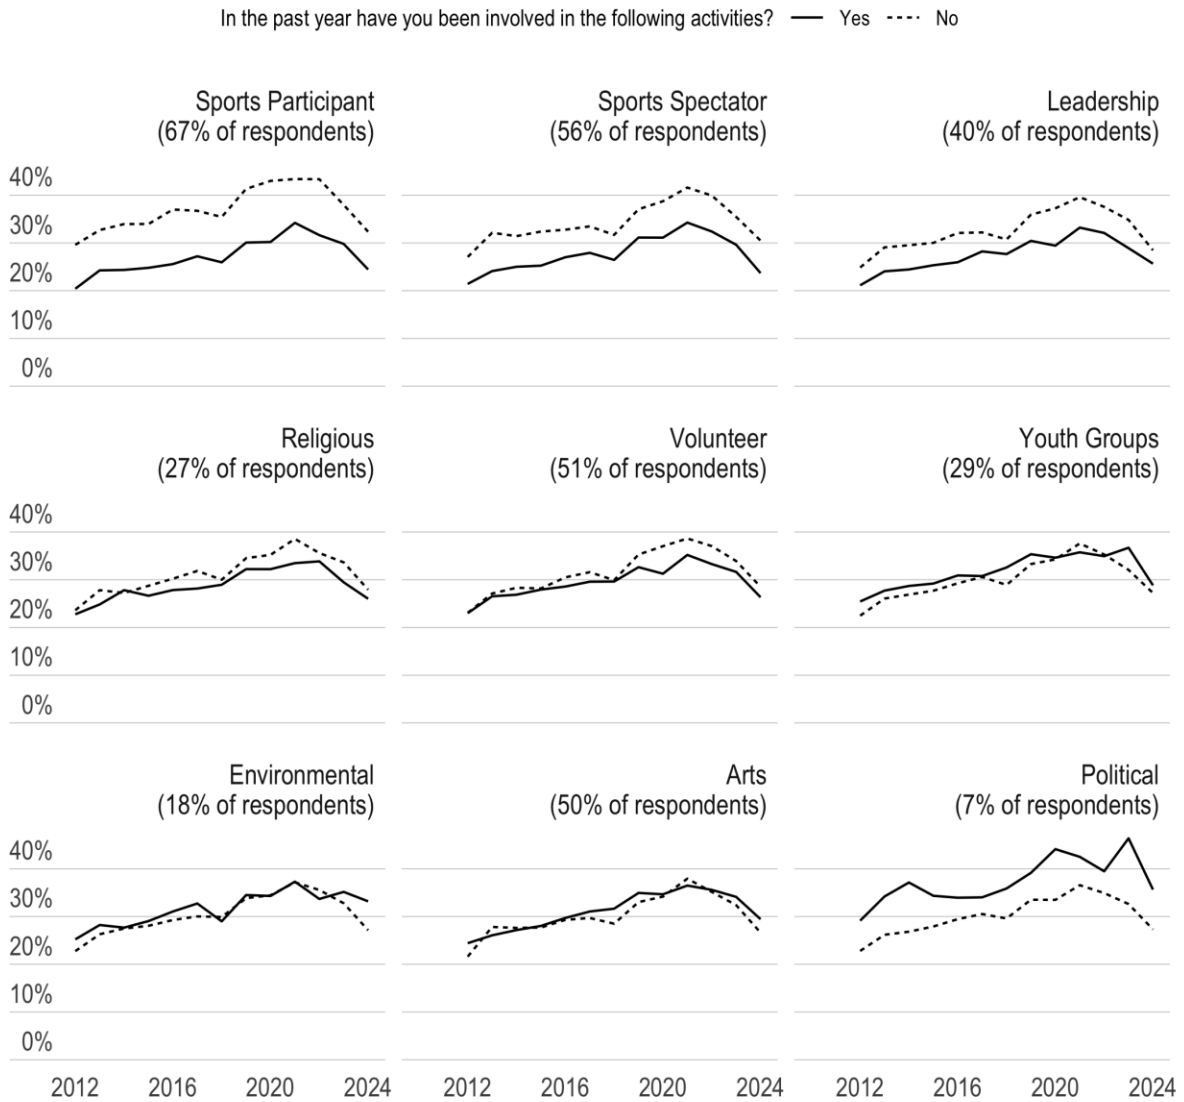 In the past year have you been involved in the following activities? Yes No
Sports Participant
(67% of respondents)
Sports Spectator
(56% of respondents)
Leadership
(40% of respondents)
40%
30%
20%
10%
0%
Religious
(27% of respondents)
Volunteer
(51% of respondents)
Youth Groups
(29% of respondents)
40%
30%
20%
10%
0%
Environmental
(18% of respondents)
Arts
(50% of respondents)
Political
(7% of respondents)
40%
30%
20%
10%
0%
2012 2016 2020 2024 2012 2016 2020 2024 2012 2016 2020 2024